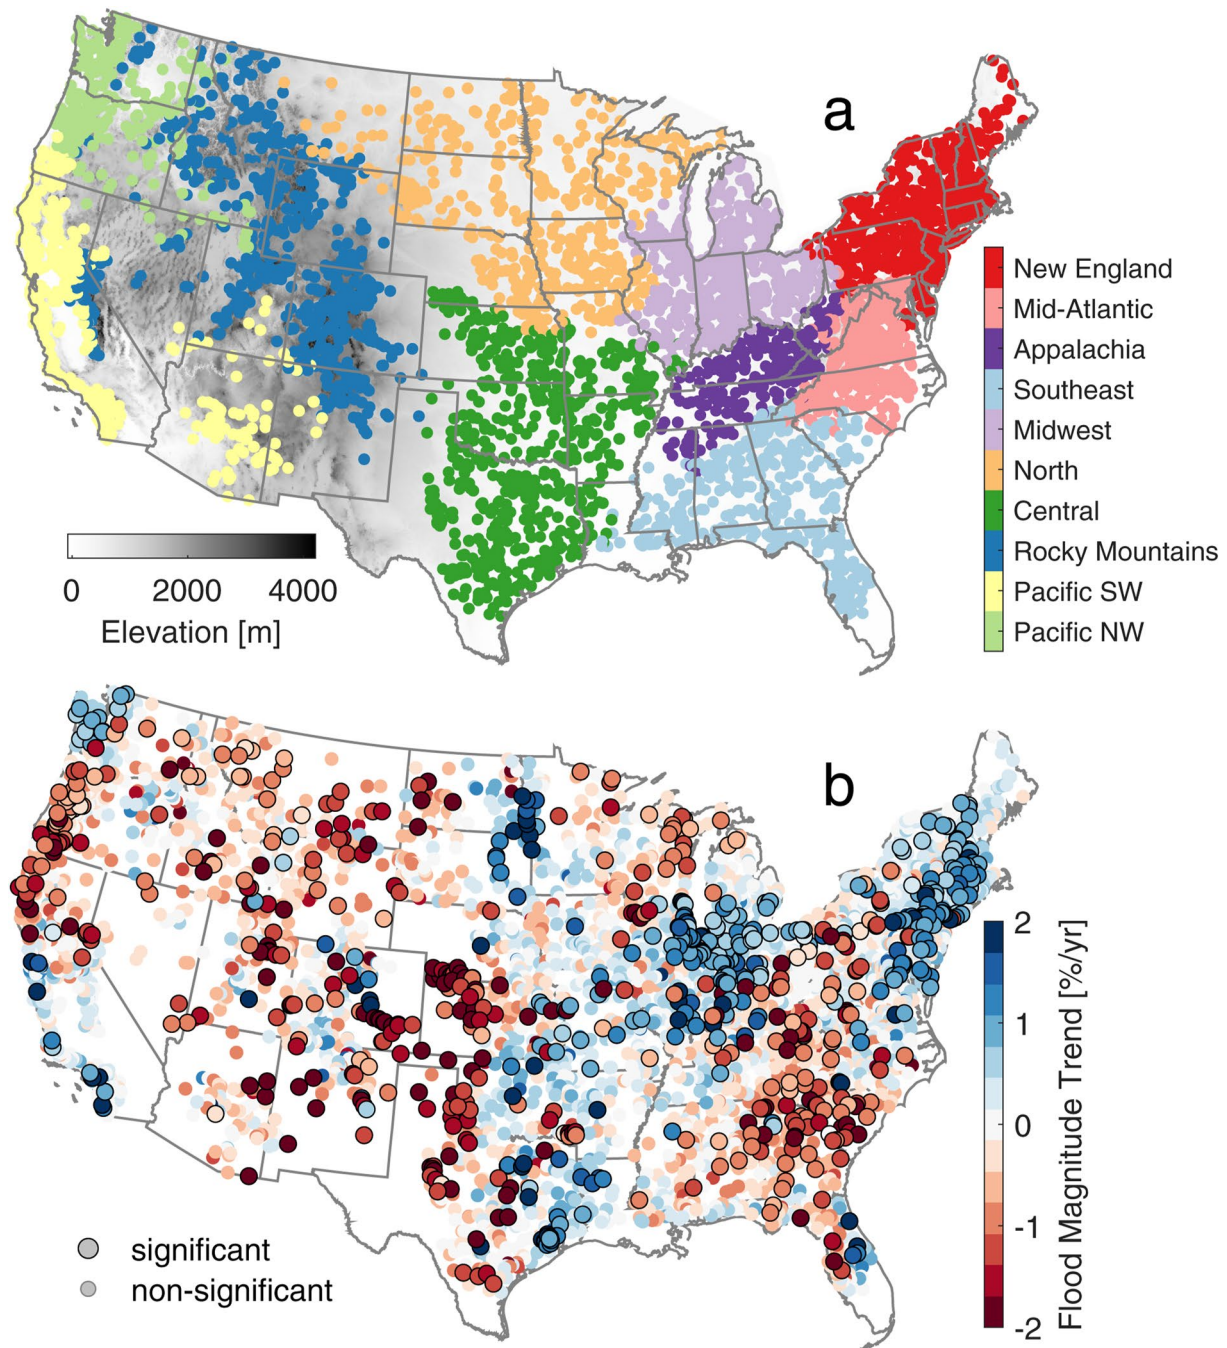 a
New England
Mid-Atlantic
Appalachia
Southeast
Midwest
North
Central
Rocky Mountains
Pacific SW
Pacific NW
0 2000 4000
Elevation [m]
b
2
1
0
-1
-2
Flood Magnitude Trend [%/yr]
significant
non-significant